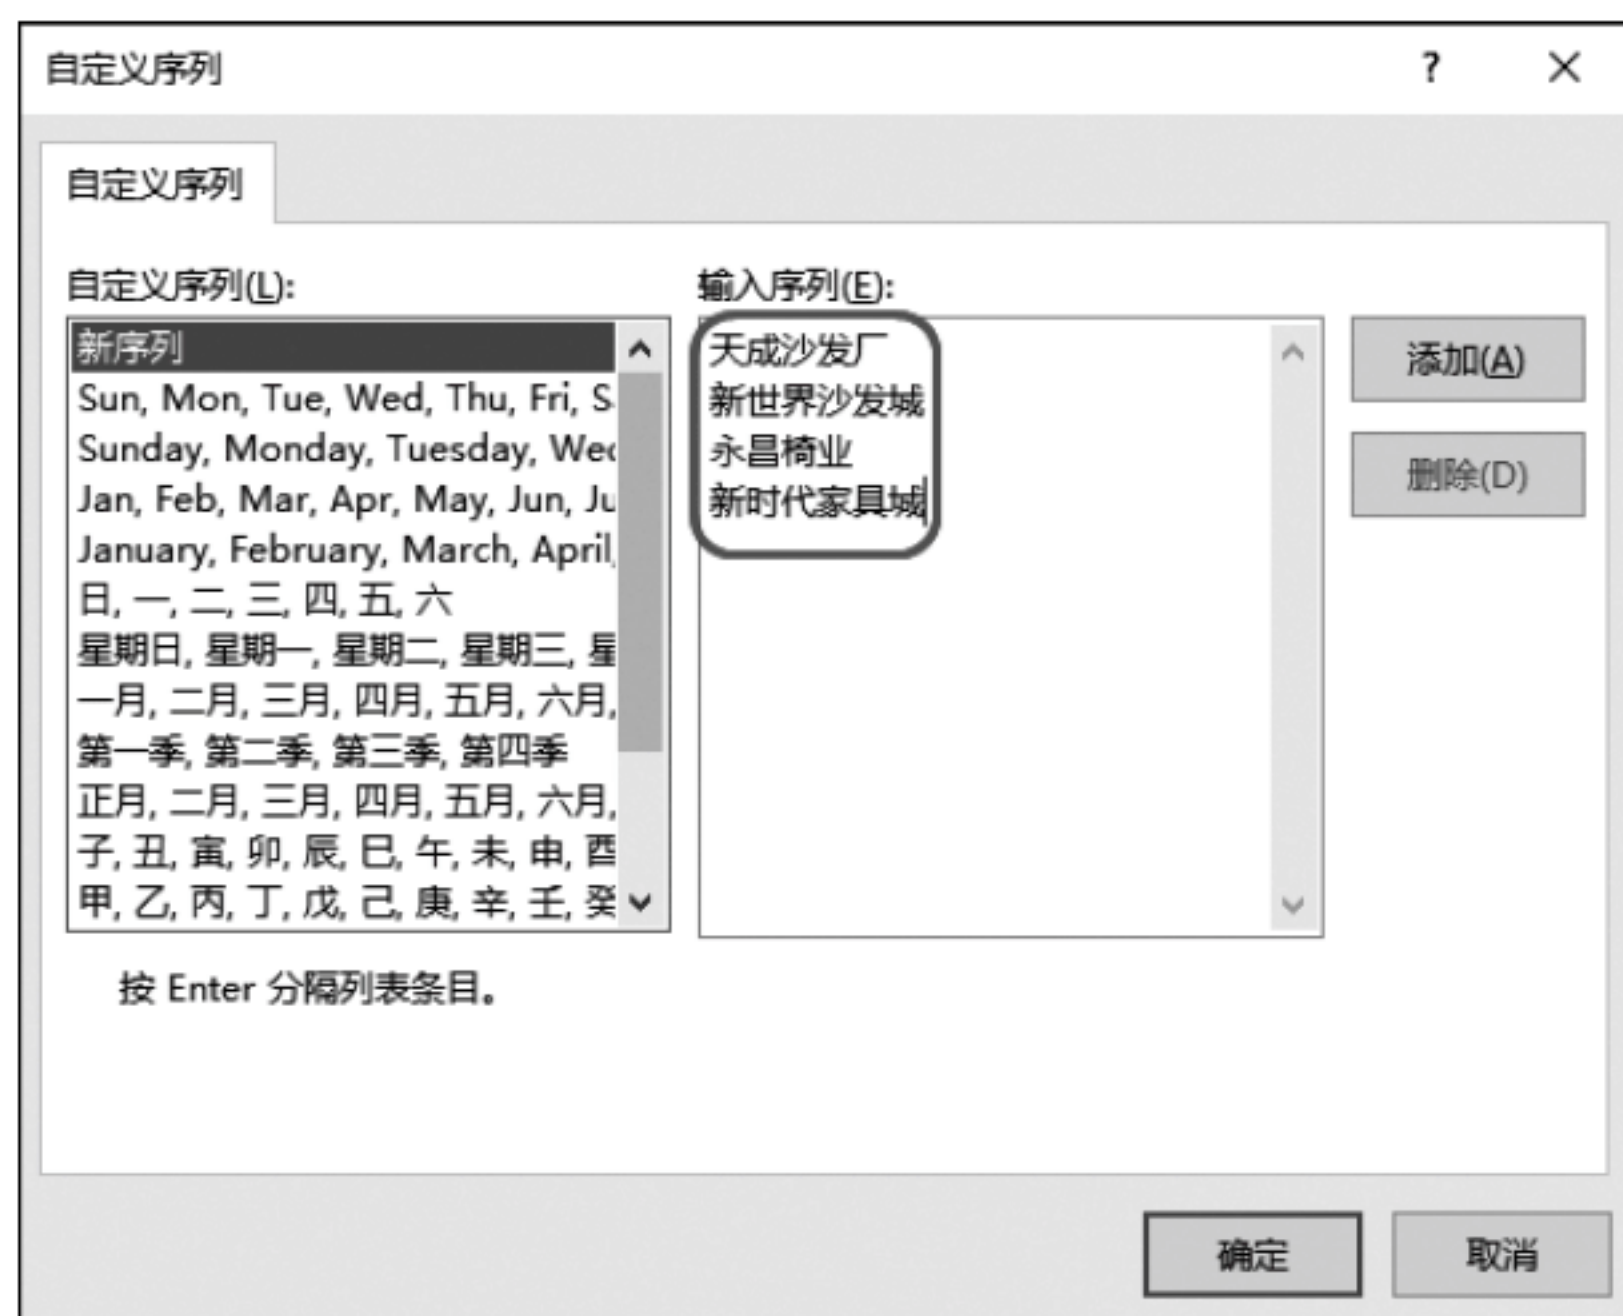 自定义序列 ?
自定义序列
自定义序列(L):
新序列
Sun, Mon, Tue, Wed, Thu, Fri, S
Sunday, Monday, Tuesday, Wed
Jan, Feb, Mar, Apr, May, Jun, Ju
January, February, March, April,
日, 一, 二, 三, 四, 五, 六
星期日, 星期一, 星期二, 星期三, 星
一月, 二月, 三月, 四月, 五月, 六月,
第一季, 第二季, 第三季, 第四季
正月, 二月, 三月, 四月, 五月, 六月,
子, 丑, 寅, 卯, 辰, 巳, 午, 未, 申, 酉
甲, 乙, 丙, 丁, 戊, 己, 庚, 辛, 壬, 癸
输入序列(E):
天成沙发厂
新世界沙发城
永昌椅业
新时代家具城
添加(A)
删除(D)
按 Enter 分隔列表条目。
确定
取消